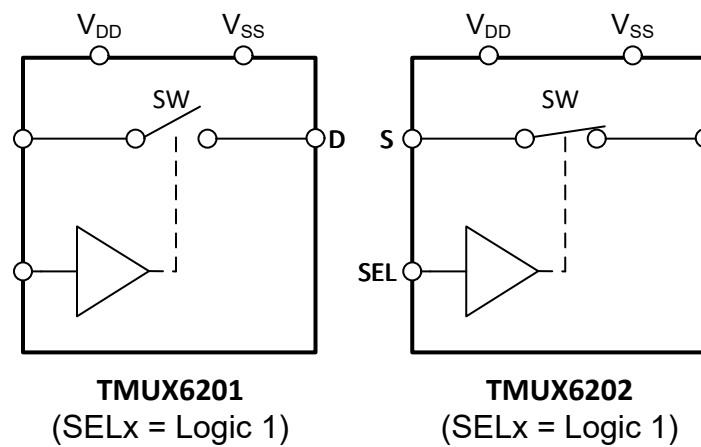 VDD VSS VDD VSS
SW SW
D S
SEL
TMUX6201 TMUX6202
(SELx = Logic 1) (SELx = Logic 1)